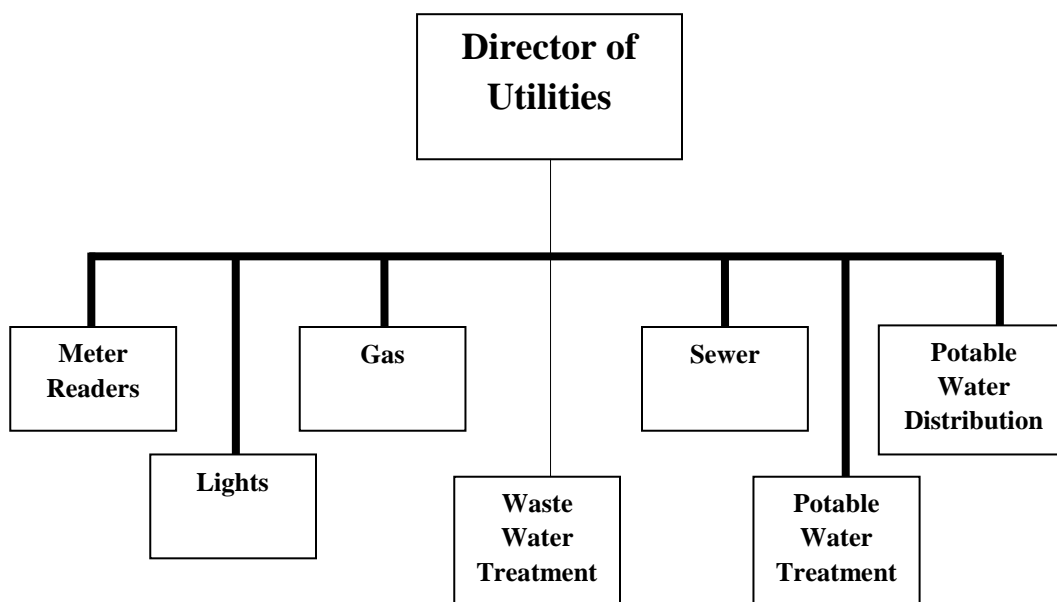 Director of
Utilities
Meter
Readers
Gas
Sewer
Potable
Water
Distribution
Lights
Waste
Water
Treatment
Potable
Water
Treatment